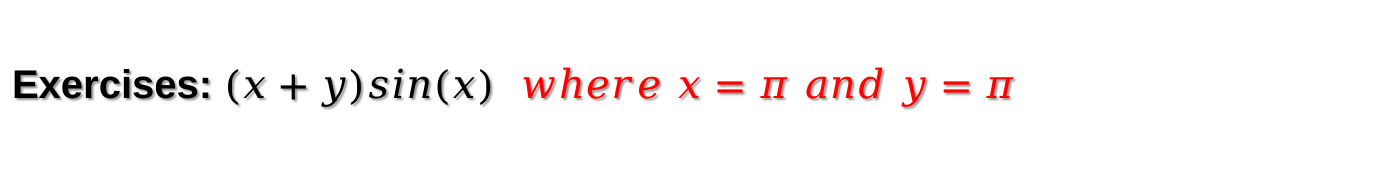 Exercises: (x + y)sin(x) where x = π and y = π